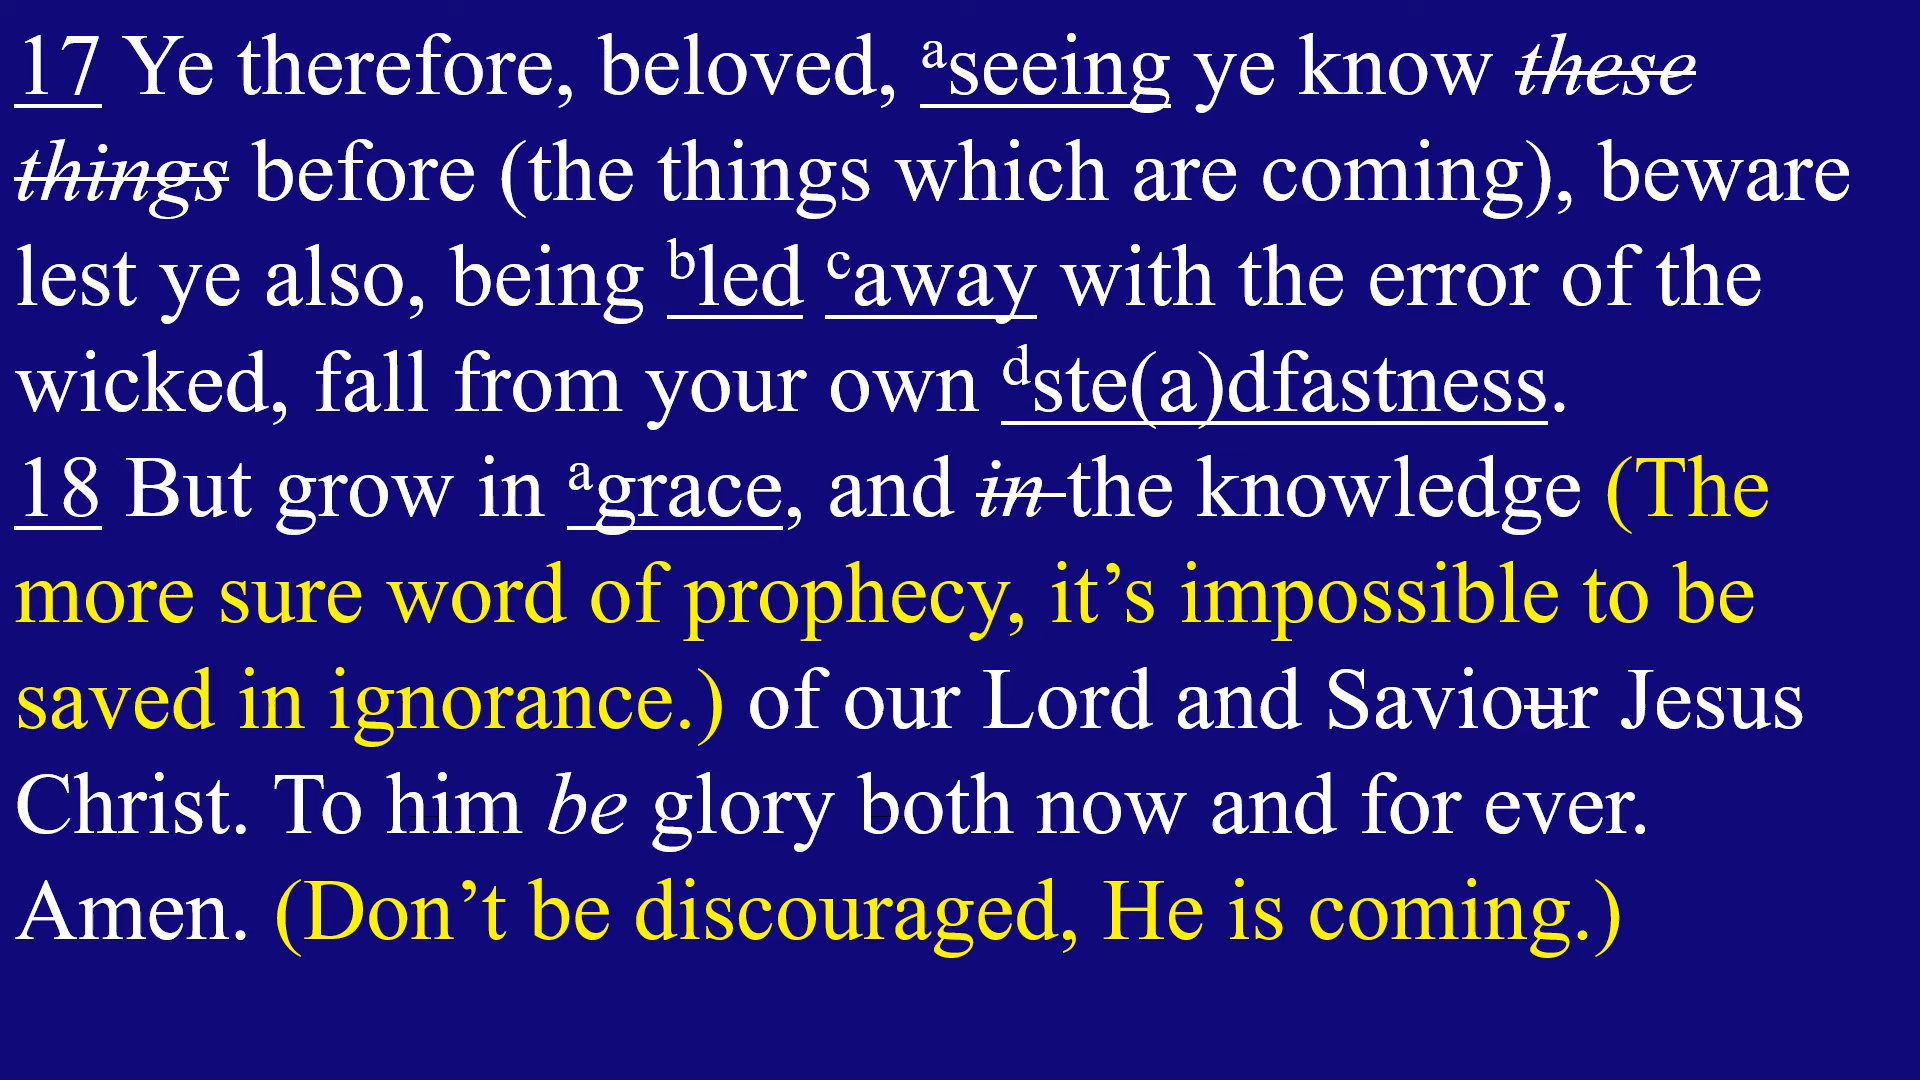 17 Ye therefore, beloved, aseeing ye know these
things before (the things which are coming), beware
lest ye also, being bled caway with the error of the
wicked, fall from your own dste(a)dfastness.
18 But grow in agrace, and in the knowledge (The
more sure word of prophecy, it’s impossible to be
saved in ignorance.) of our Lord and Saviour Jesus
Christ. To him be glory both now and for ever.
Amen. (Don’t be discouraged, He is coming.)